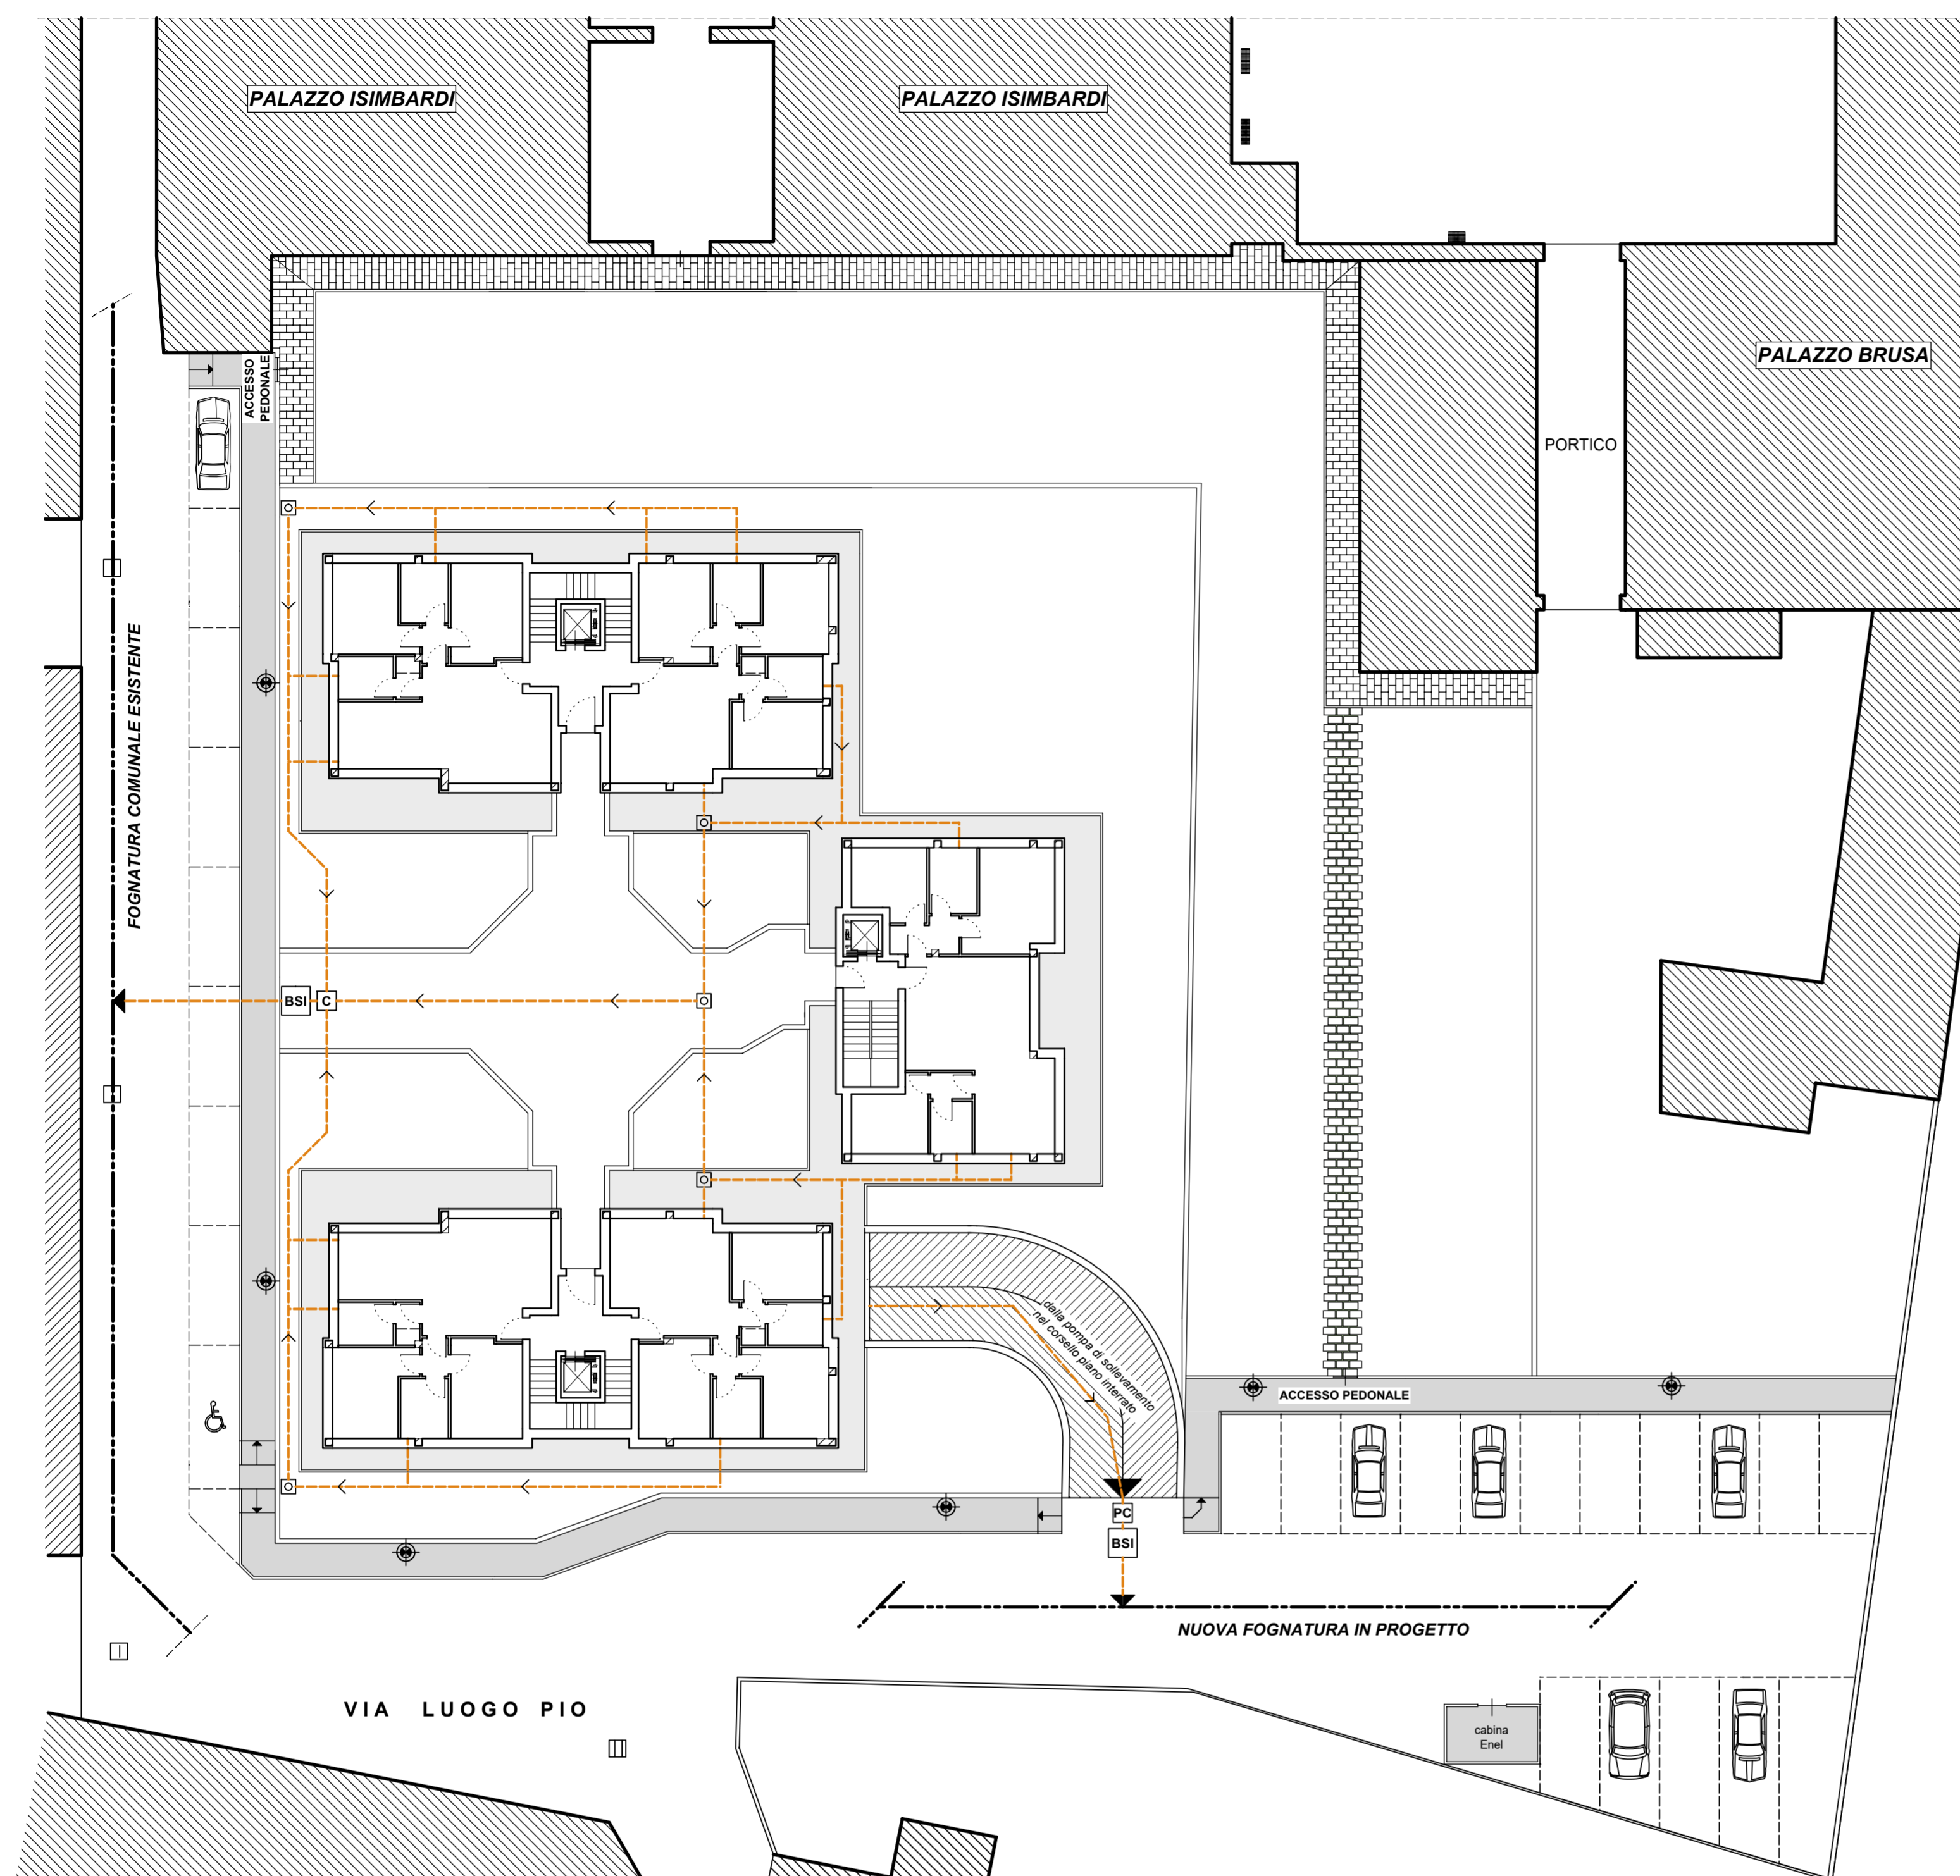 PALAZZO ISIMBARDI
PALAZZO ISIMBARDI
PALAZZO BRUSA
ACCESSO
PEDONALE
PORTICO
FOGNATURA COMUNALE ESISTENTE
BSI
C
dalla pompa di sollevamento
nel corsello piano interrato
ACCESSO PEDONALE
PC
BSI
NUOVA FOGNATURA IN PROGETTO
VIA LUOGO PIO
cabina
Enel